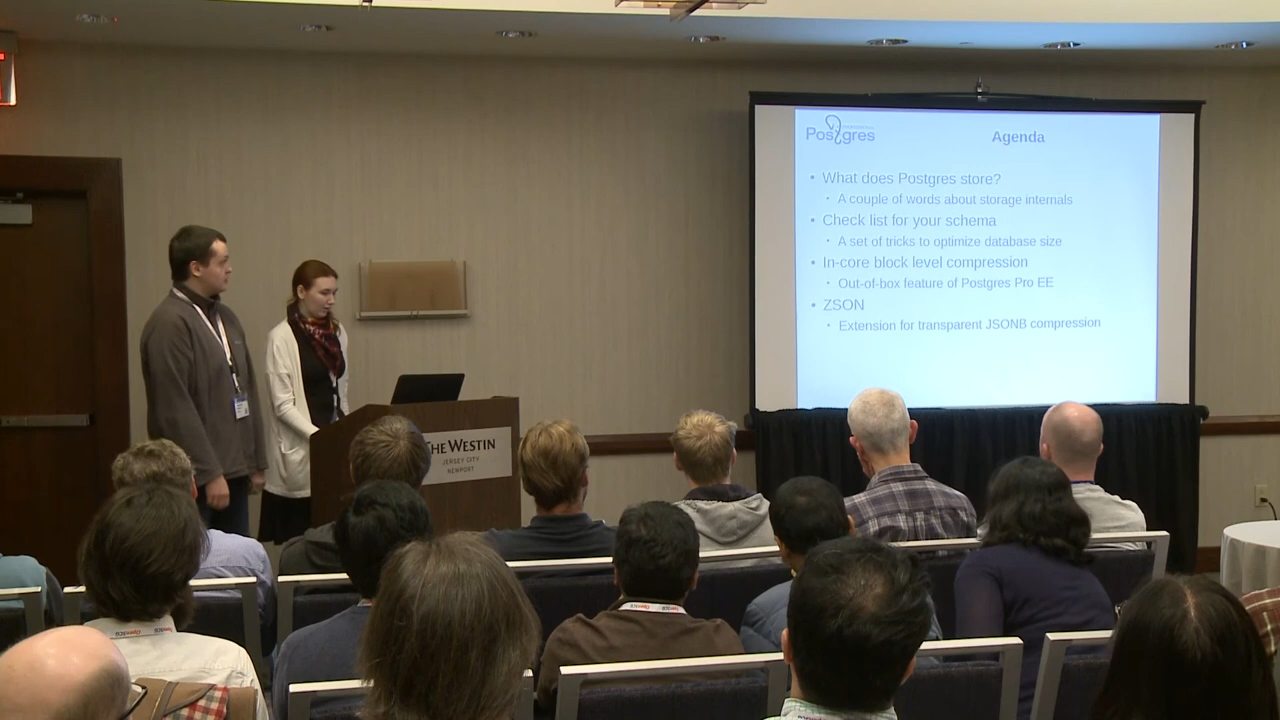 Postgres
Agenda
• What does Postgres store?
• A couple of words about storage internals
• Check list for your schema
• A set of tricks to optimize database size
• In-core block level compression
• Out-of-box feature of Postgres Pro EE
• ZSON
• Extension for transparent JSONB compression
THE WESTIN
JERSEY CITY
NEWPORT